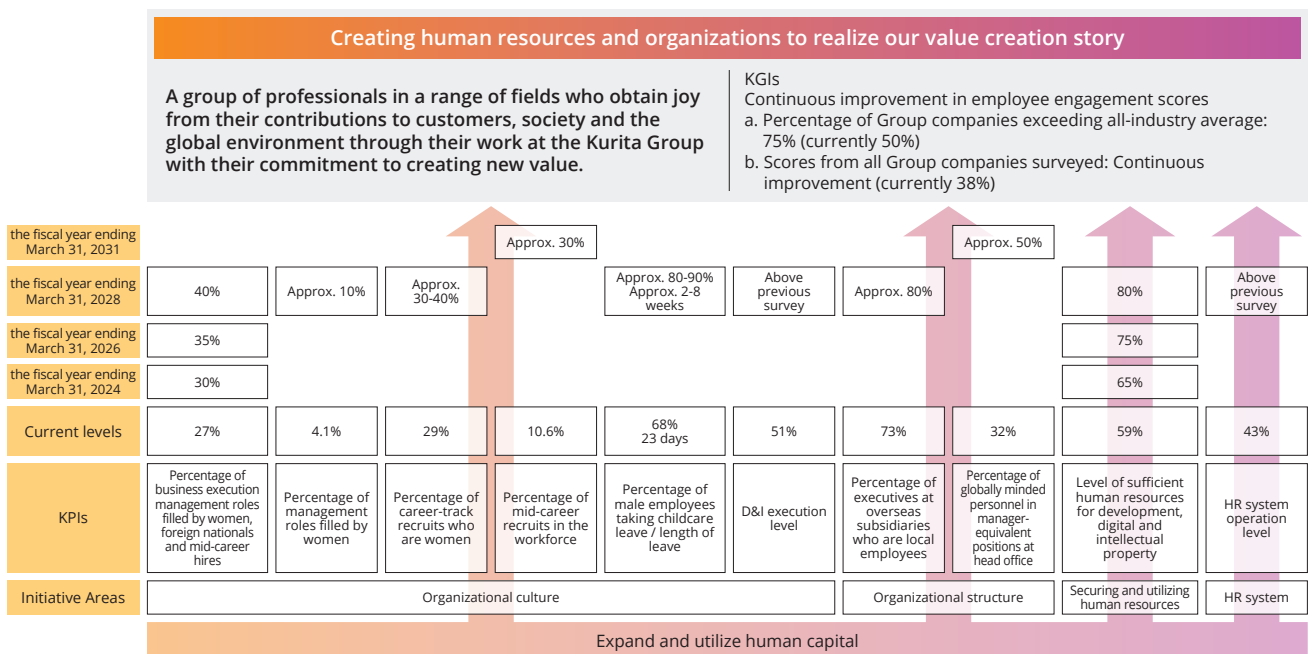 Creating human resources and organizations to realize our value creation story
A group of professionals in a range of fields who obtain joy
from their contributions to customers, society and the
global environment through their work at the Kurita Group
with their commitment to creating new value.
KGIs
Continuous improvement in employee engagement scores
a. Percentage of Group companies exceeding all-industry average:
75% (currently 50%)
b. Scores from all Group companies surveyed: Continuous
improvement (currently 38%)
the fiscal year ending
March 31, 2031
Approx. 30%
Approx. 50%
the fiscal year ending
March 31, 2028
40%
Approx. 10%
Approx.
30-40%
Approx. 80-90%
Approx. 2-8
weeks
Above
previous
survey
Approx. 80%
80%
Above
previous
survey
the fiscal year ending
March 31, 2026
35%
75%
the fiscal year ending
March 31, 2024
30%
65%
Current levels
27%
4.1%
29%
10.6%
68%
23 days
51%
73%
32%
59%
43%
KPIs
Percentage of
business execution
management roles
filled by women,
foreign nationals
and mid-career
hires
Percentage of
management
roles filled by
women
Percentage of
career-track
recruits who
are women
Percentage of
mid-career
recruits in the
workforce
Percentage of
male employees
taking childcare
leave / length of
leave
D&I execution
level
Percentage of
executives at
overseas
subsidiaries
who are local
employees
Percentage of
globally minded
personnel in
manager-
equivalent
positions at
head office
Level of sufficient
human resources
for development,
digital and
intellectual
property
HR system
operation
level
Initiative Areas
Organizational culture
Organizational structure
Securing and utilizing
human resources
HR system
Expand and utilize human capital